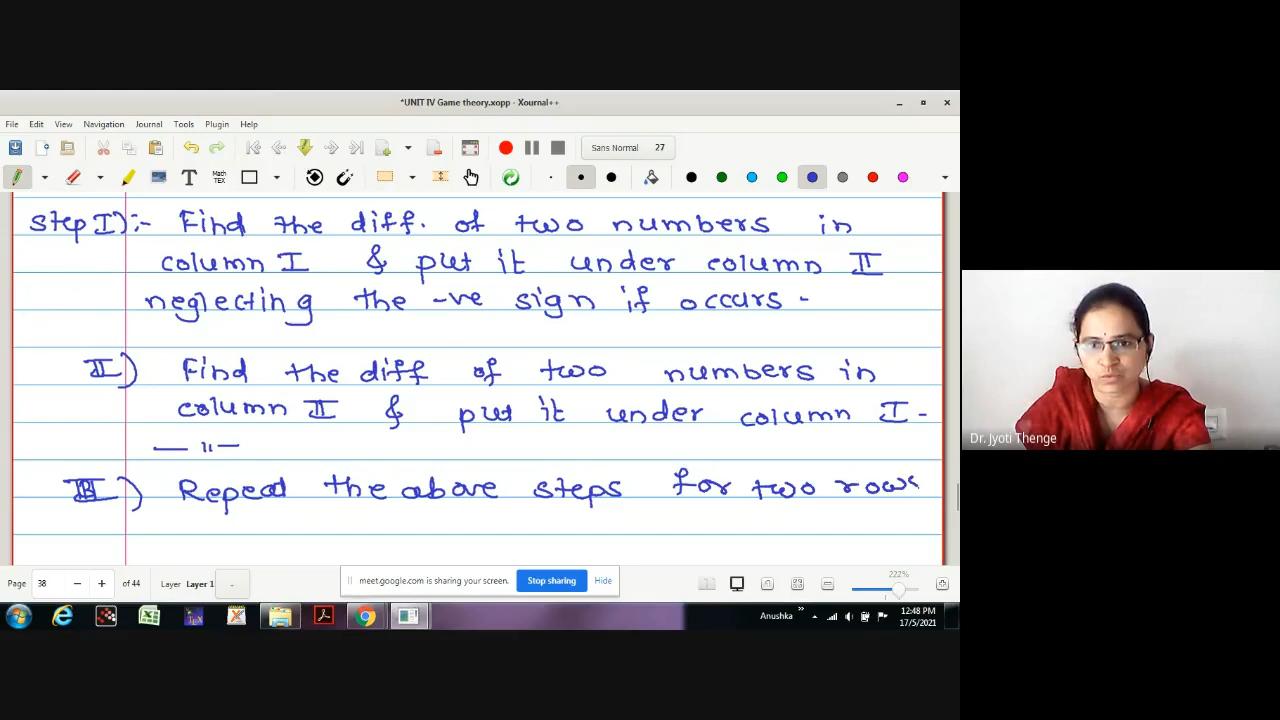 *UNIT IV Game theory.xopp - Xournal++
File Edit View Navigation Journal Tools Plugin Help
Sans Normal 27
Math TEX
step I) :- Find the diff. of two numbers in
column I & put it under column II
neglecting the -ve sign if occurs -
II) Find the diff of two numbers in
column II & put it under column I -
— 11 —
III) Repeat the above steps for two rows
Dr. Jyoti Thenge
Page 38 of 44 Layer Layer 1
meet.google.com is sharing your screen. Stop sharing Hide
222%
Anushka
12:48 PM
17/5/2021